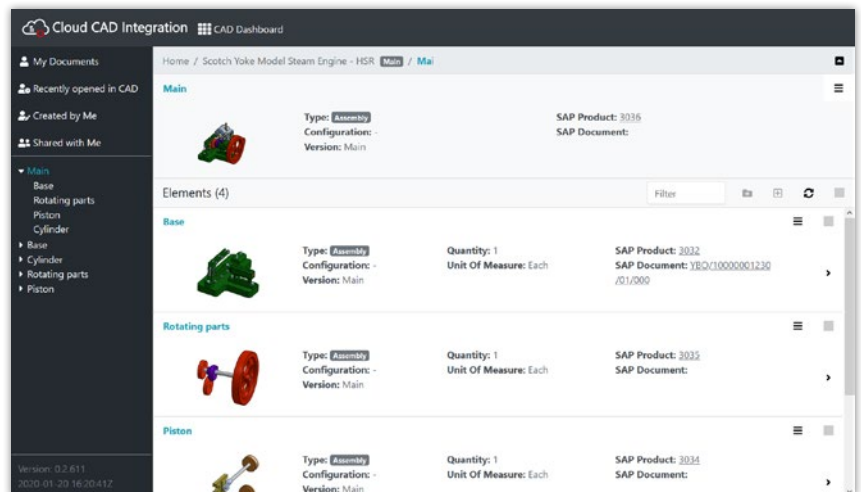 Cloud CAD Integration CAD Dashboard
My Documents
Recently opened in CAD
Created by Me
Shared with Me
Main
Base
Rotating parts
Piston
Cylinder
Base
Cylinder
Rotating parts
Piston
Version: 0.2.611
2020-01-20 16:20:41Z
Home / Scotch Yoke Model Steam Engine - HSR Main / Mai
Main
Type: Assembly
Configuration: -
Version: Main
SAP Product: 3036
SAP Document:
Elements (4)
Filter
Base
Type: Assembly
Configuration: -
Version: Main
Quantity: 1
Unit Of Measure: Each
SAP Product: 3032
SAP Document: YBO/10000001230
/01/000
Rotating parts
Type: Assembly
Configuration: -
Version: Main
Quantity: 1
Unit Of Measure: Each
SAP Product: 3035
SAP Document:
Piston
Type: Assembly
Configuration: -
Version: Main
Quantity: 1
Unit Of Measure: Each
SAP Product: 3034
SAP Document: